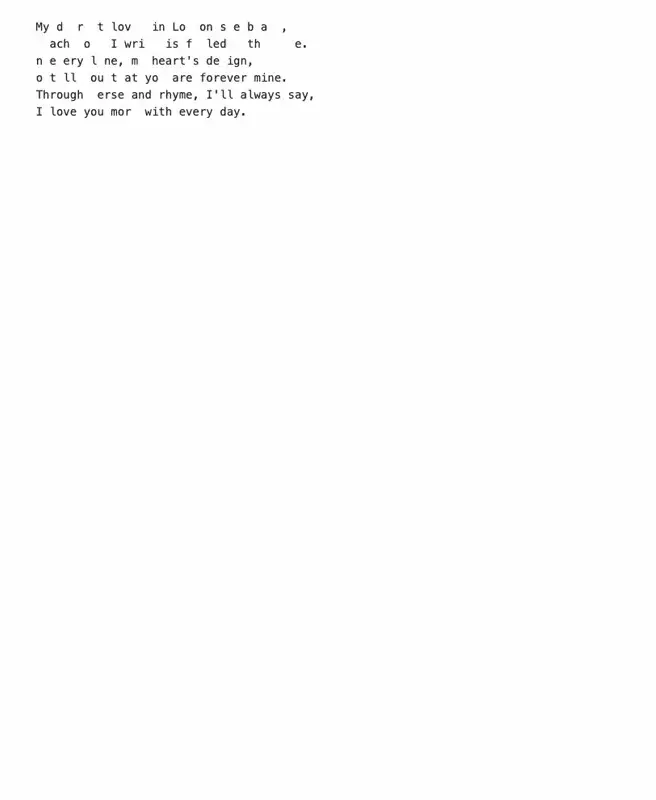 My d r t lov in Lo on s e b a ,
ach o I wri is f led th e.
n e ery l ne, m heart's de ign,
o t ll ou t at yo are forever mine.
Through erse and rhyme, I'll always say,
I love you mor with every day.